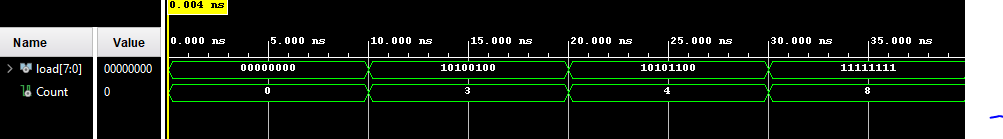 0.004 ns
Name Value
0.000 ns 5.000 ns 10.000 ns 15.000 ns 20.000 ns 25.000 ns 30.000 ns 35.000 ns
load[7:0] 00000000 00000000 10100100 10101100 11111111
Count 0 0 3 4 8